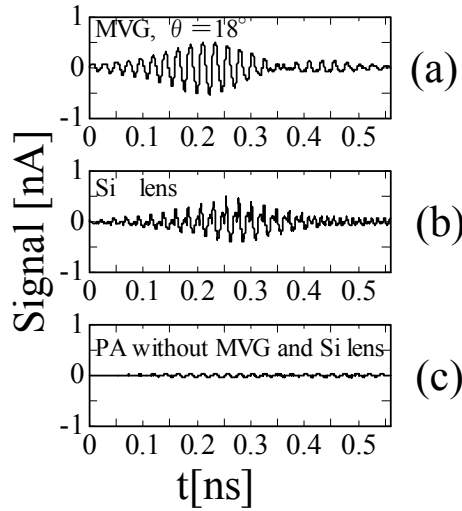 Signal [nA]
1
0
-1
MVG, θ=18°
0 0.1 0.2 0.3 0.4 0.5
(a)
1
0
-1
Si lens
0 0.1 0.2 0.3 0.4 0.5
(b)
1
0
-1
PA without MVG and Si lens
0 0.1 0.2 0.3 0.4 0.5
(c)
t[ns]